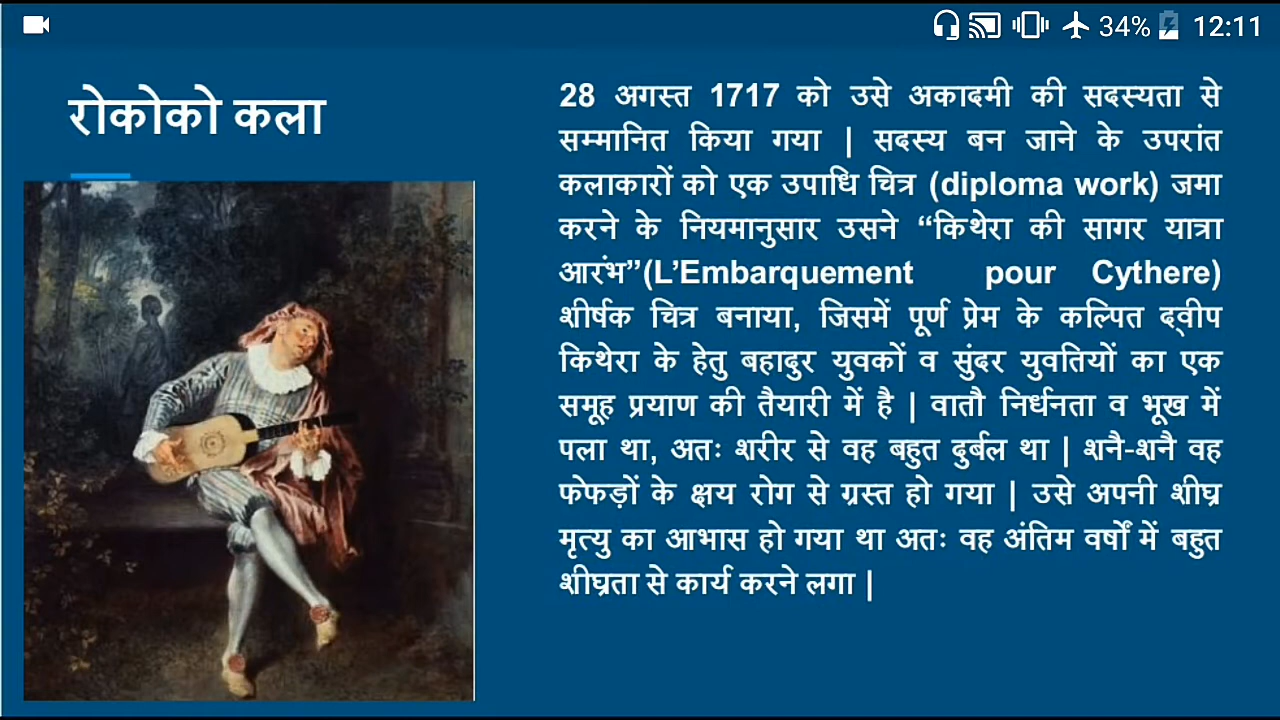 34% 12:11
रोकोको कला
28 अगस्त 1717 को उसे अकादमी की सदस्यता से
सम्मानित किया गया | सदस्य बन जाने के उपरांत
कलाकारों को एक उपाधि चित्र (diploma work) जमा
करने के नियमानुसार उसने “किथेरा की सागर यात्रा
आरंभ”(L’Embarquement pour Cythere)
शीर्षक चित्र बनाया, जिसमें पूर्ण प्रेम के कल्पित द्वीप
किथेरा के हेतु बहादुर युवकों व सुंदर युवतियों का एक
समूह प्रयाण की तैयारी में है | वातौ निर्धनता व भूख में
पला था, अतः शरीर से वह बहुत दुर्बल था | शनै-शनै वह
फेफड़ों के क्षय रोग से ग्रस्त हो गया | उसे अपनी शीघ्र
मृत्यु का आभास हो गया था अतः वह अंतिम वर्षों में बहुत
शीघ्रता से कार्य करने लगा |